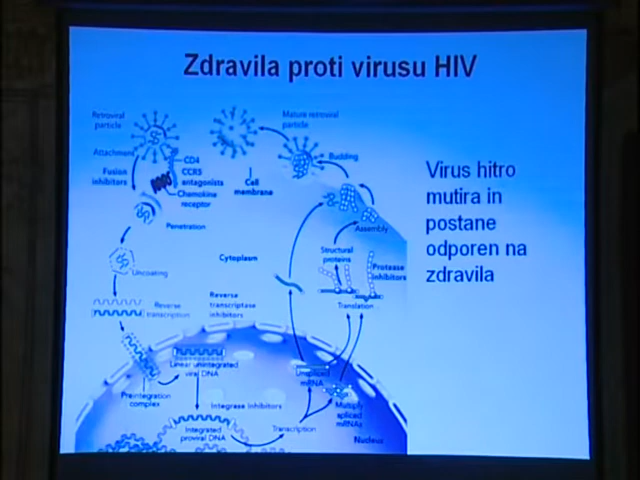 Zdravila proti virusu HIV
Retroviral
particle
Attachment
Fusion
inhibitors
CD4
CCR5
antagonists
Chemokine
receptor
Penetration
Uncoating
Reverse
transcription
Reverse
transcriptase
inhibitors
Cytoplasm
Cell
membrane
Mature retroviral
particle
Budding
Assembly
Structural
proteins
Protease
inhibitors
Translation
Linear unintegrated
viral DNA
Preintegration
complex
Integrase inhibitors
Integrated
proviral DNA
Transcription
Unspliced
mRNA
Multiply
spliced
mRNAs
Nucleus
Virus hitro
mutira in
postane
odporen na
zdravila